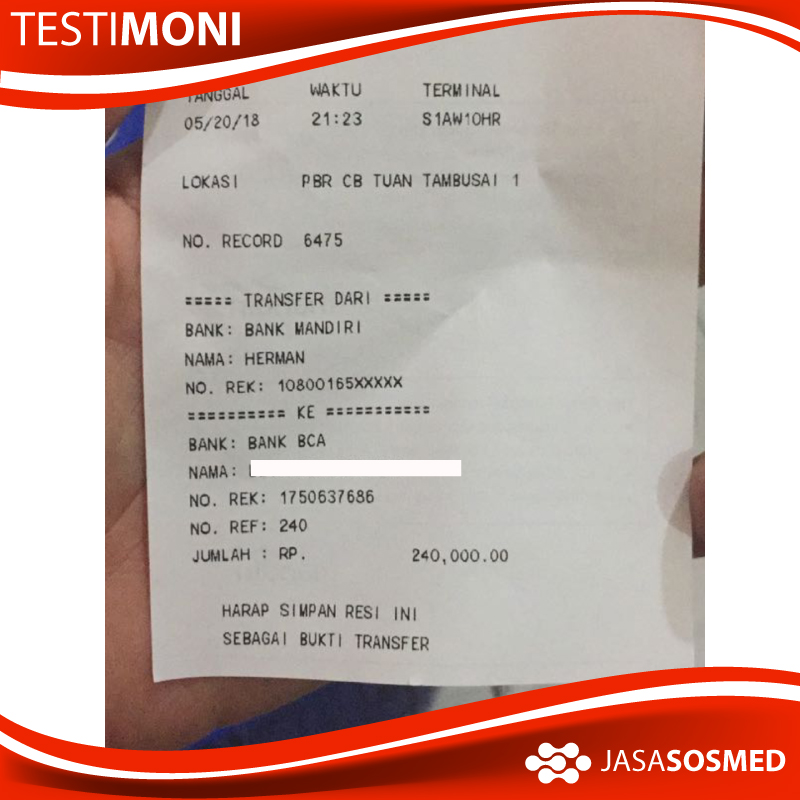 TESTIMONI
TANGGAL WAKTU TERMINAL
05/20/18 21:23 S1AW10HR
LOKASI PBR CB TUAN TAMBUSAI 1
NO. RECORD 6475
===== TRANSFER DARI =====
BANK: BANK MANDIRI
NAMA: HERMAN
NO. REK: 10800165XXXXX
========== KE ===========
BANK: BANK BCA
NAMA:
NO. REK: 1750637686
NO. REF: 240
JUMLAH : RP. 240,000.00
HARAP SIMPAN RESI INI
SEBAGAI BUKTI TRANSFER
JASASOSMED